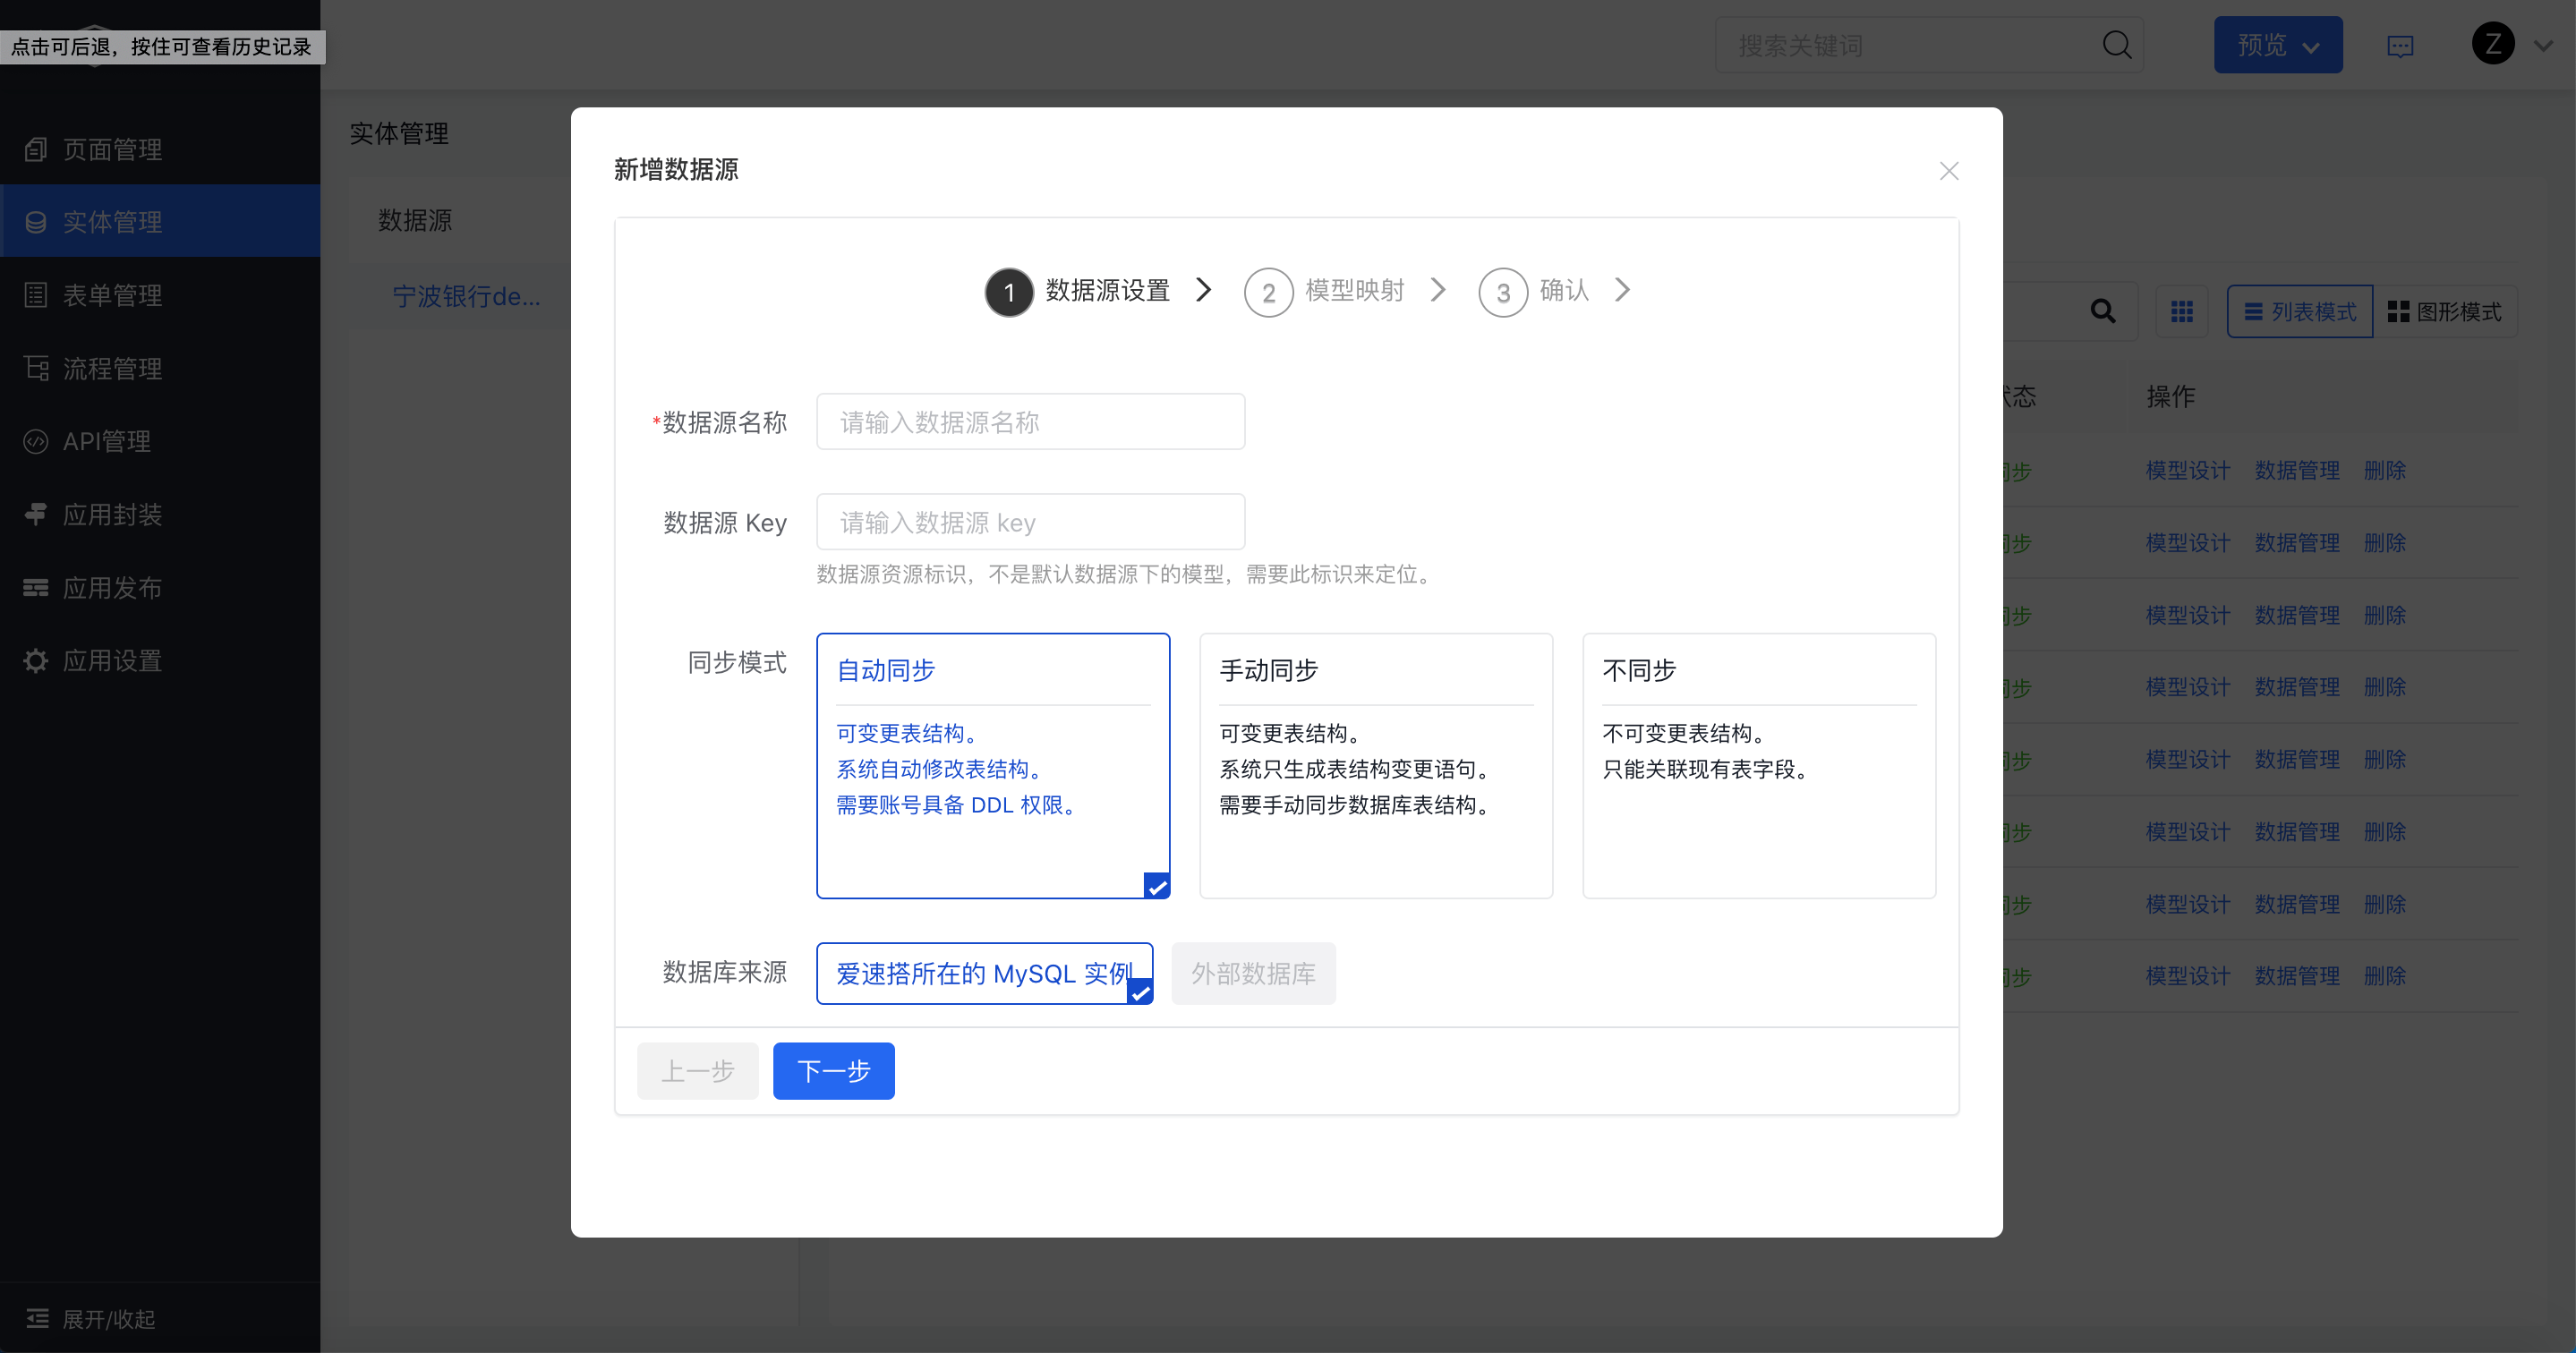 点击可后退，按住可查看历史记录
搜索关键词
预览
Z
页面管理
实体管理
表单管理
流程管理
API管理
应用封装
应用发布
应用设置
展开/收起
实体管理
数据源
宁波银行de...
列表模式
图形模式
状态
操作
同步
模型设计 数据管理 删除
同步
模型设计 数据管理 删除
同步
模型设计 数据管理 删除
同步
模型设计 数据管理 删除
同步
模型设计 数据管理 删除
同步
模型设计 数据管理 删除
同步
模型设计 数据管理 删除
同步
模型设计 数据管理 删除
新增数据源
1 数据源设置
2 模型映射
3 确认
*数据源名称
请输入数据源名称
数据源 Key
请输入数据源 key
数据源资源标识，不是默认数据源下的模型，需要此标识来定位。
同步模式
自动同步
可变更表结构。
系统自动修改表结构。
需要账号具备 DDL 权限。
手动同步
可变更表结构。
系统只生成表结构变更语句。
需要手动同步数据库表结构。
不同步
不可变更表结构。
只能关联现有表字段。
数据库来源
爱速搭所在的 MySQL 实例
外部数据库
上一步
下一步